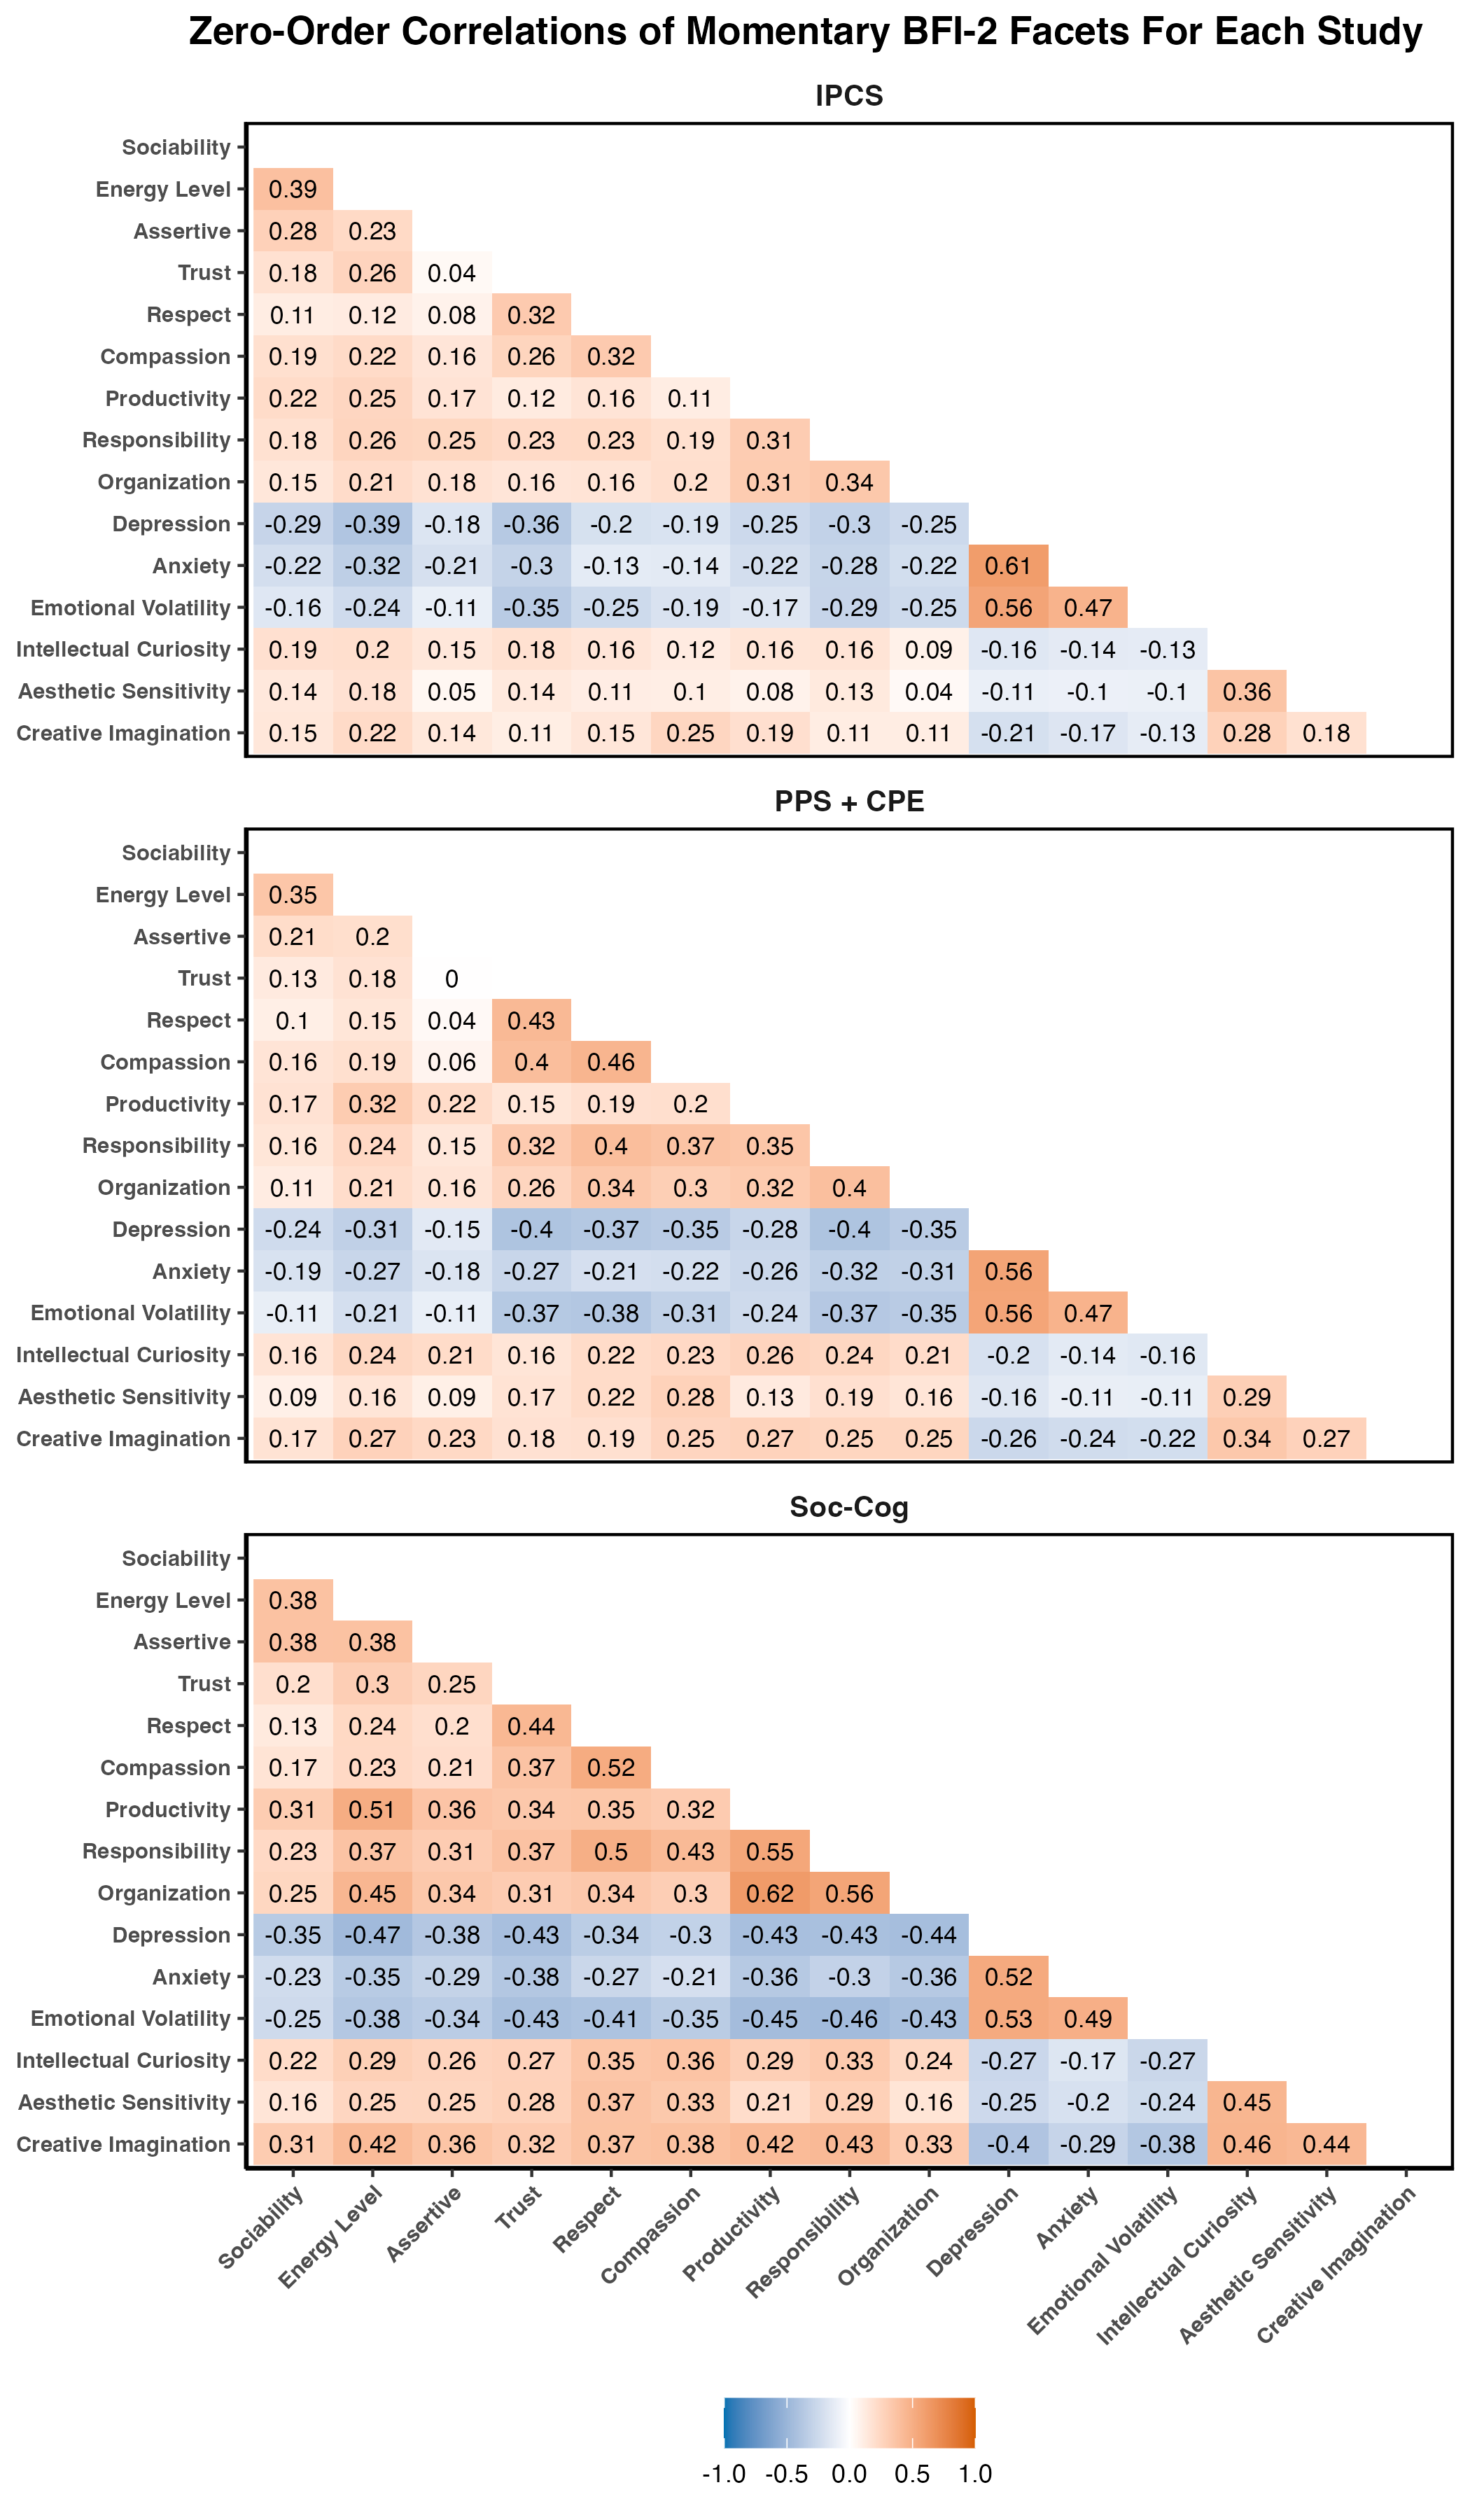 Zero-Order Correlations of Momentary BFI-2 Facets For Each Study
IPCS
Sociability
Energy Level 0.39
Assertive 0.28 0.23
Trust 0.18 0.26 0.04
Respect 0.11 0.12 0.08 0.32
Compassion 0.19 0.22 0.16 0.26 0.32
Productivity 0.22 0.25 0.17 0.12 0.16 0.11
Responsibility 0.18 0.26 0.25 0.23 0.23 0.19 0.31
Organization 0.15 0.21 0.18 0.16 0.16 0.2 0.31 0.34
Depression -0.29 -0.39 -0.18 -0.36 -0.2 -0.19 -0.25 -0.3 -0.25
Anxiety -0.22 -0.32 -0.21 -0.3 -0.13 -0.14 -0.22 -0.28 -0.22 0.61
Emotional Volatility -0.16 -0.24 -0.11 -0.35 -0.25 -0.19 -0.17 -0.29 -0.25 0.56 0.47
Intellectual Curiosity 0.19 0.2 0.15 0.18 0.16 0.12 0.16 0.16 0.09 -0.16 -0.14 -0.13
Aesthetic Sensitivity 0.14 0.18 0.05 0.14 0.11 0.1 0.08 0.13 0.04 -0.11 -0.1 -0.1 0.36
Creative Imagination 0.15 0.22 0.14 0.11 0.15 0.25 0.19 0.11 0.11 -0.21 -0.17 -0.13 0.28 0.18
PPS + CPE
Sociability
Energy Level 0.35
Assertive 0.21 0.2
Trust 0.13 0.18 0
Respect 0.1 0.15 0.04 0.43
Compassion 0.16 0.19 0.06 0.4 0.46
Productivity 0.17 0.32 0.22 0.15 0.19 0.2
Responsibility 0.16 0.24 0.15 0.32 0.4 0.37 0.35
Organization 0.11 0.21 0.16 0.26 0.34 0.3 0.32 0.4
Depression -0.24 -0.31 -0.15 -0.4 -0.37 -0.35 -0.28 -0.4 -0.35
Anxiety -0.19 -0.27 -0.18 -0.27 -0.21 -0.22 -0.26 -0.32 -0.31 0.56
Emotional Volatility -0.11 -0.21 -0.11 -0.37 -0.38 -0.31 -0.24 -0.37 -0.35 0.56 0.47
Intellectual Curiosity 0.16 0.24 0.21 0.16 0.22 0.23 0.26 0.24 0.21 -0.2 -0.14 -0.16
Aesthetic Sensitivity 0.09 0.16 0.09 0.17 0.22 0.28 0.13 0.19 0.16 -0.16 -0.11 -0.11 0.29
Creative Imagination 0.17 0.27 0.23 0.18 0.19 0.25 0.27 0.25 0.25 -0.26 -0.24 -0.22 0.34 0.27
Soc-Cog
Sociability
Energy Level 0.38
Assertive 0.38 0.38
Trust 0.2 0.3 0.25
Respect 0.13 0.24 0.2 0.44
Compassion 0.17 0.23 0.21 0.37 0.52
Productivity 0.31 0.51 0.36 0.34 0.35 0.32
Responsibility 0.23 0.37 0.31 0.37 0.5 0.43 0.55
Organization 0.25 0.45 0.34 0.31 0.34 0.3 0.62 0.56
Depression -0.35 -0.47 -0.38 -0.43 -0.34 -0.3 -0.43 -0.43 -0.44
Anxiety -0.23 -0.35 -0.29 -0.38 -0.27 -0.21 -0.36 -0.3 -0.36 0.52
Emotional Volatility -0.25 -0.38 -0.34 -0.43 -0.41 -0.35 -0.45 -0.46 -0.43 0.53 0.49
Intellectual Curiosity 0.22 0.29 0.26 0.27 0.35 0.36 0.29 0.33 0.24 -0.27 -0.17 -0.27
Aesthetic Sensitivity 0.16 0.25 0.25 0.28 0.37 0.33 0.21 0.29 0.16 -0.25 -0.2 -0.24 0.45
Creative Imagination 0.31 0.42 0.36 0.32 0.37 0.38 0.42 0.43 0.33 -0.4 -0.29 -0.38 0.46 0.44
Sociability Energy Level Assertive Trust Respect Compassion Productivity Responsibility Organization Depression Anxiety Emotional Volatility Intellectual Curiosity Aesthetic Sensitivity Creative Imagination
-1.0 -0.5 0.0 0.5 1.0